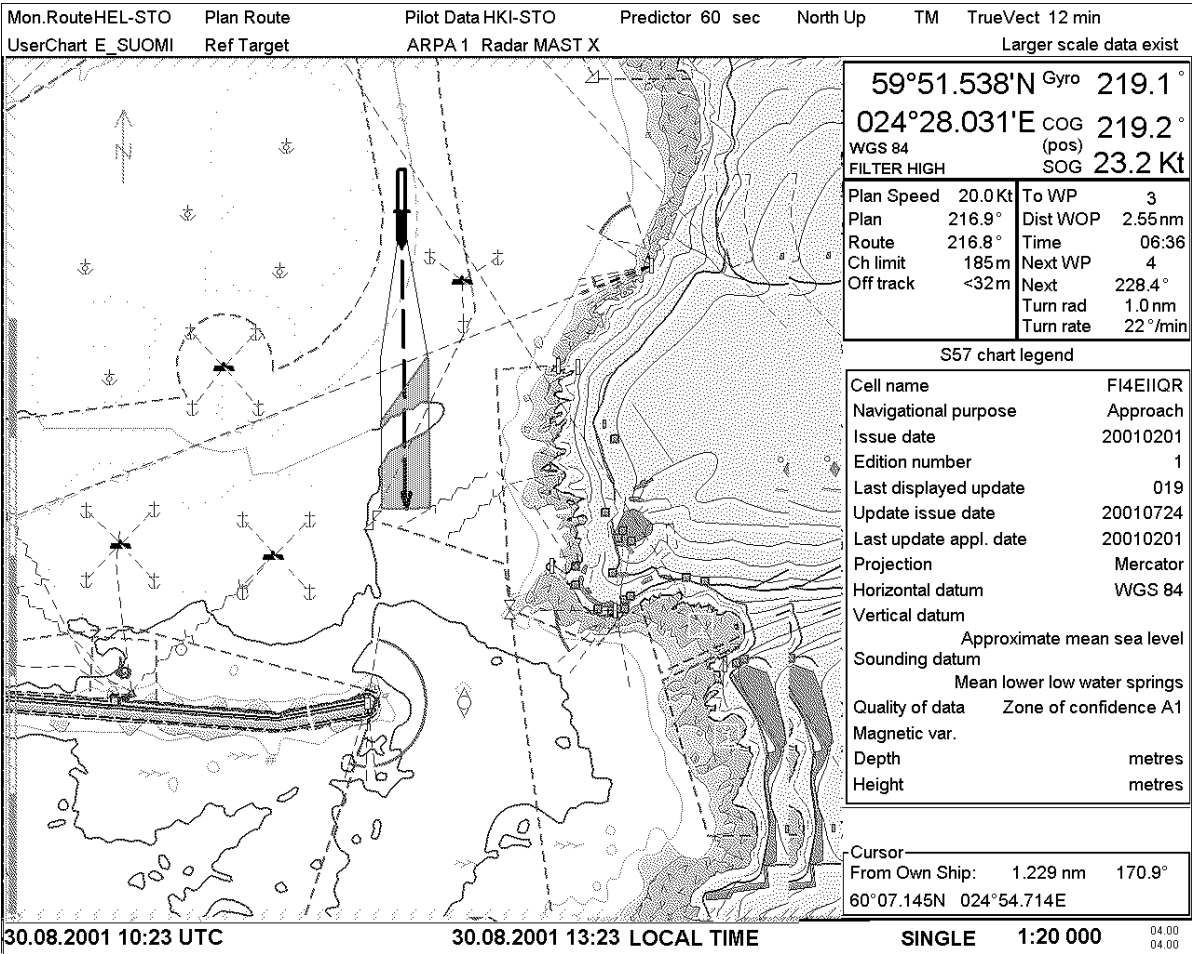 Mon.RouteHEL-STO Plan Route Pilot Data HKI-STO Predictor 60 sec North Up TM TrueVect 12 min
UserChart E_SUOMI Ref Target ARPA 1 Radar MAST X Larger scale data exist
N
59°51.538'N Gyro 219.1°
024°28.031'E COG 219.2°
WGS 84 (pos)
FILTER HIGH SOG 23.2 Kt
Plan Speed 20.0Kt
Plan 216.9°
Route 216.8°
Ch limit 185m
Off track <32m
To WP 3
Dist WOP 2.55nm
Time 06:36
Next WP 4
Next 228.4°
Turn rad 1.0nm
Turn rate 22°/min
S57 chart legend
Cell name FI4EIIQR
Navigational purpose Approach
Issue date 20010201
Edition number 1
Last displayed update 019
Update issue date 20010724
Last update appl. date 20010201
Projection Mercator
Horizontal datum WGS 84
Vertical datum
Approximate mean sea level
Sounding datum
Mean lower low water springs
Quality of data Zone of confidence A1
Magnetic var.
Depth metres
Height metres
Cursor
From Own Ship: 1.229 nm 170.9°
60°07.145N 024°54.714E
30.08.2001 10:23 UTC 30.08.2001 13:23 LOCAL TIME SINGLE 1:20 000 04.00
04.00